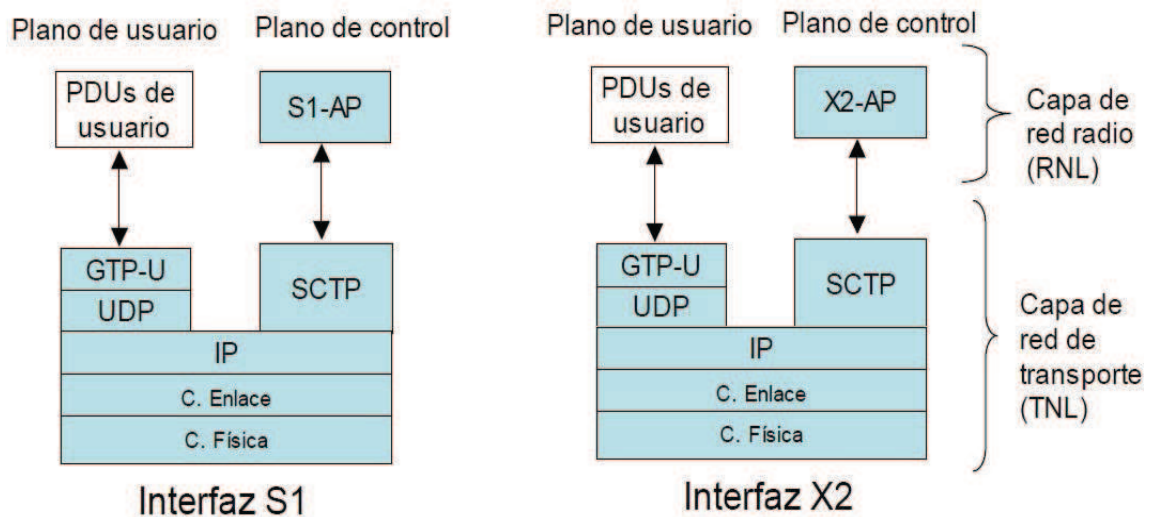 Plano de usuario
Plano de control
PDUs de
usuario
S1-AP
GTP-U
UDP
SCTP
IP
C. Enlace
C. Física
Interfaz S1
Plano de usuario
Plano de control
PDUs de
usuario
X2-AP
GTP-U
UDP
SCTP
IP
C. Enlace
C. Física
Interfaz X2
Capa de
red radio
(RNL)
Capa de
red de
transporte
(TNL)